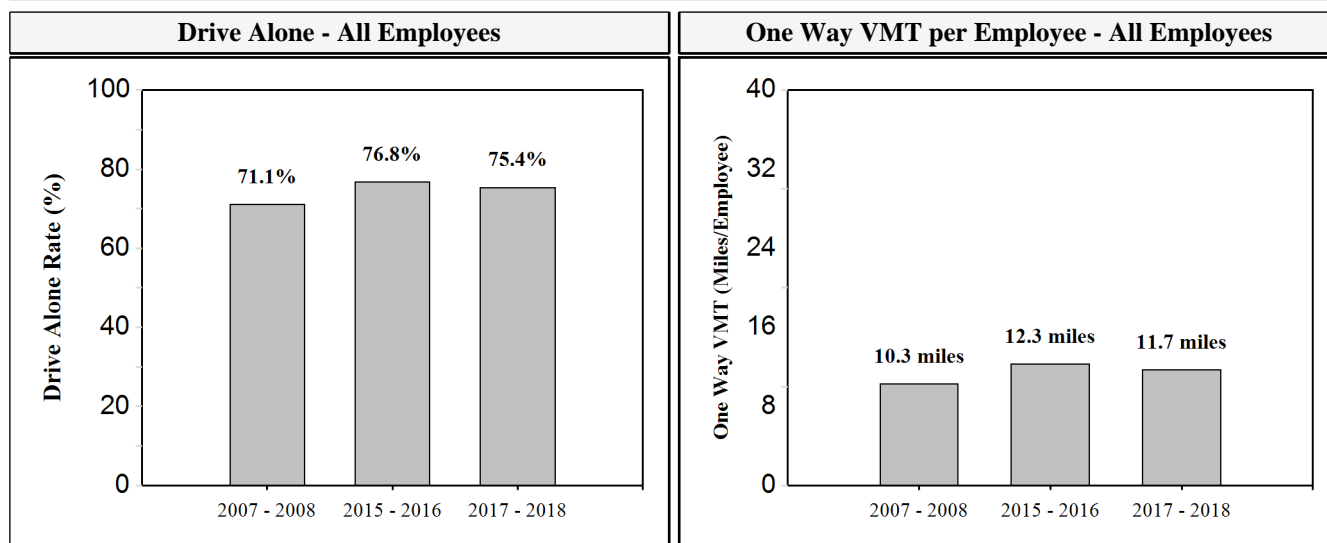 Drive Alone - All Employees
One Way VMT per Employee - All Employees
Drive Alone Rate (%)
100
80
60
40
20
0
71.1%
76.8%
75.4%
2007 - 2008
2015 - 2016
2017 - 2018
One Way VMT (Miles/Employee)
40
32
24
16
8
0
10.3 miles
12.3 miles
11.7 miles
2007 - 2008
2015 - 2016
2017 - 2018